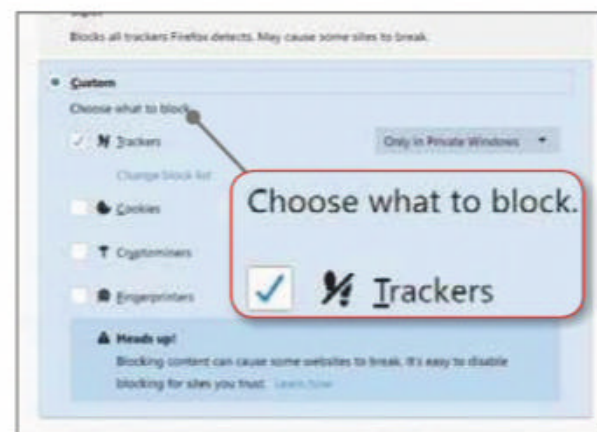 Blocks all trackers Firefox detects. May cause some sites to break.
Custom
Choose what to block.
Trackers
Only in Private Windows
Change block list
Cookies
Choose what to block.
Trackers
Cryptominers
Fingerprinters
Heads up!
Blocking content can cause some websites to break. It's easy to disable
blocking for sites you trust. Learn how